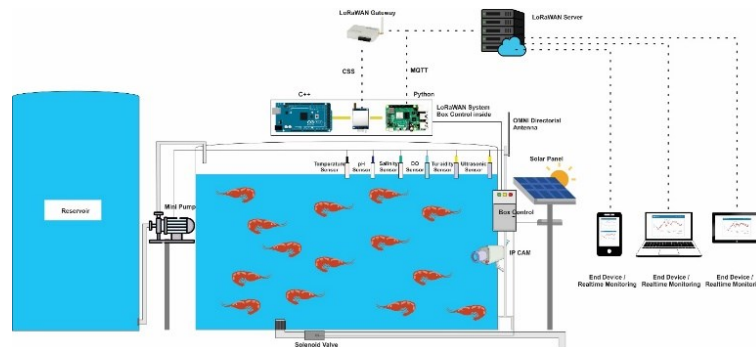 LoRaWAN Gateway
LoRaWAN Server
CSS
MQTT
C++
Python
LoRaWAN System
Box Control inside
OMNI Directorial
Antenna
Temperature
Sensor
pH
Sensor
Salinity
Sensor
DO
Sensor
Turbidity
Sensor
Ultrasonic
Sensor
Solar Panel
Reservoir
Mini Pump
Box Control
IP CAM
End Device /
Realtime Monitoring
End Device /
Realtime Monitoring
End Device /
Realtime Monitoring
Solenoid Valve